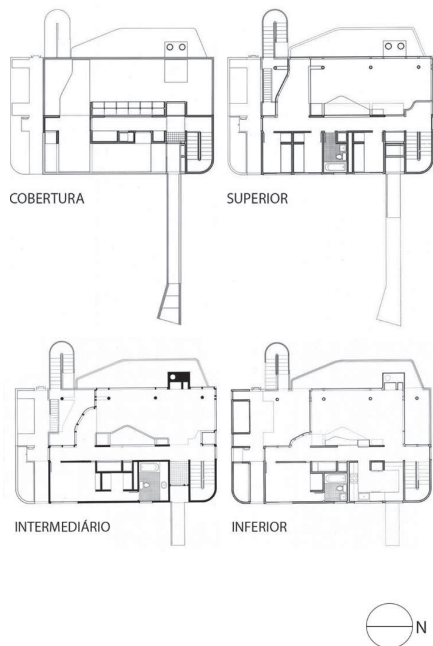 COBERTURA
SUPERIOR
INTERMEDIÁRIO
INFERIOR
N